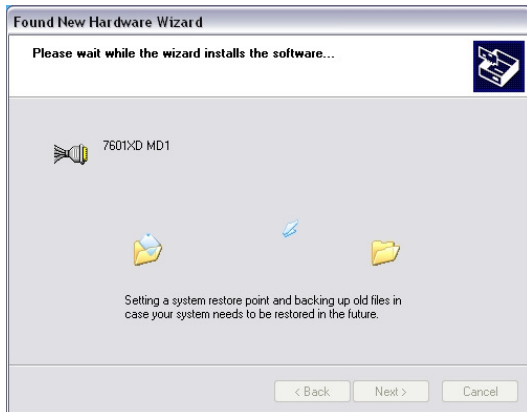 Found New Hardware Wizard
Please wait while the wizard installs the software...
7601XD MD1
Setting a system restore point and backing up old files in
case your system needs to be restored in the future.
< Back Next > Cancel